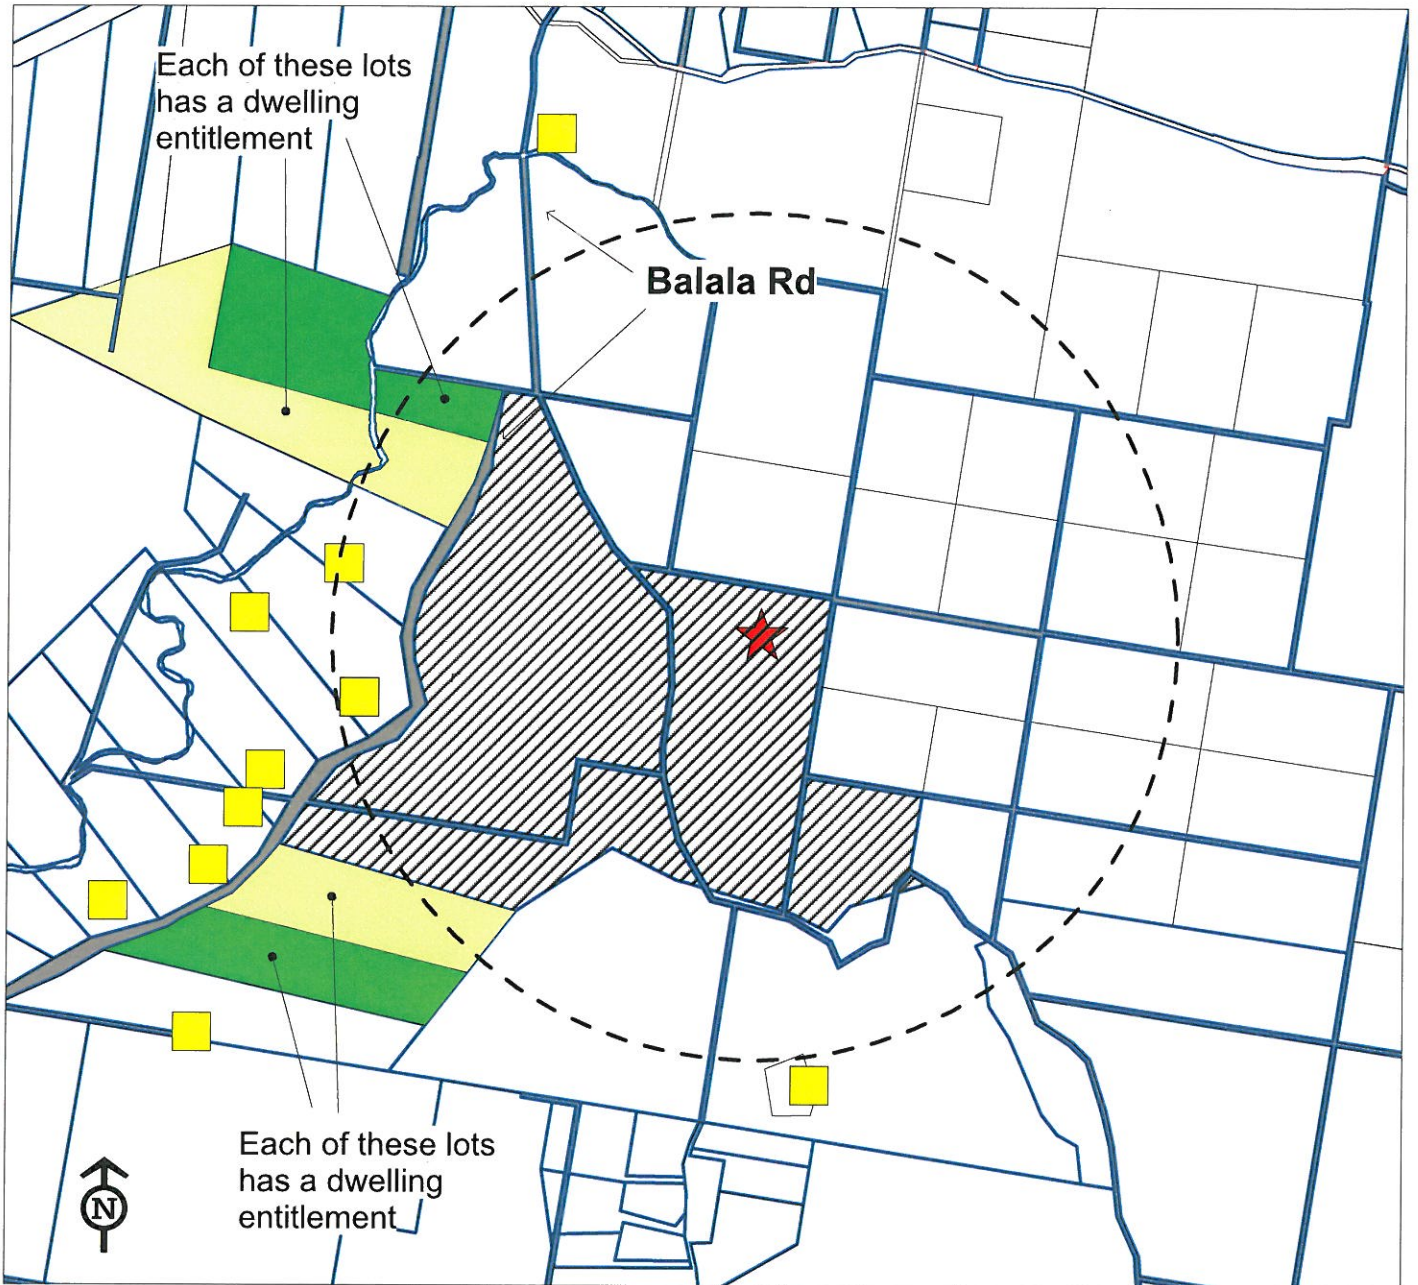 Each of these lots
has a dwelling
entitlement
Balala Rd
Each of these lots
has a dwelling
entitlement
N